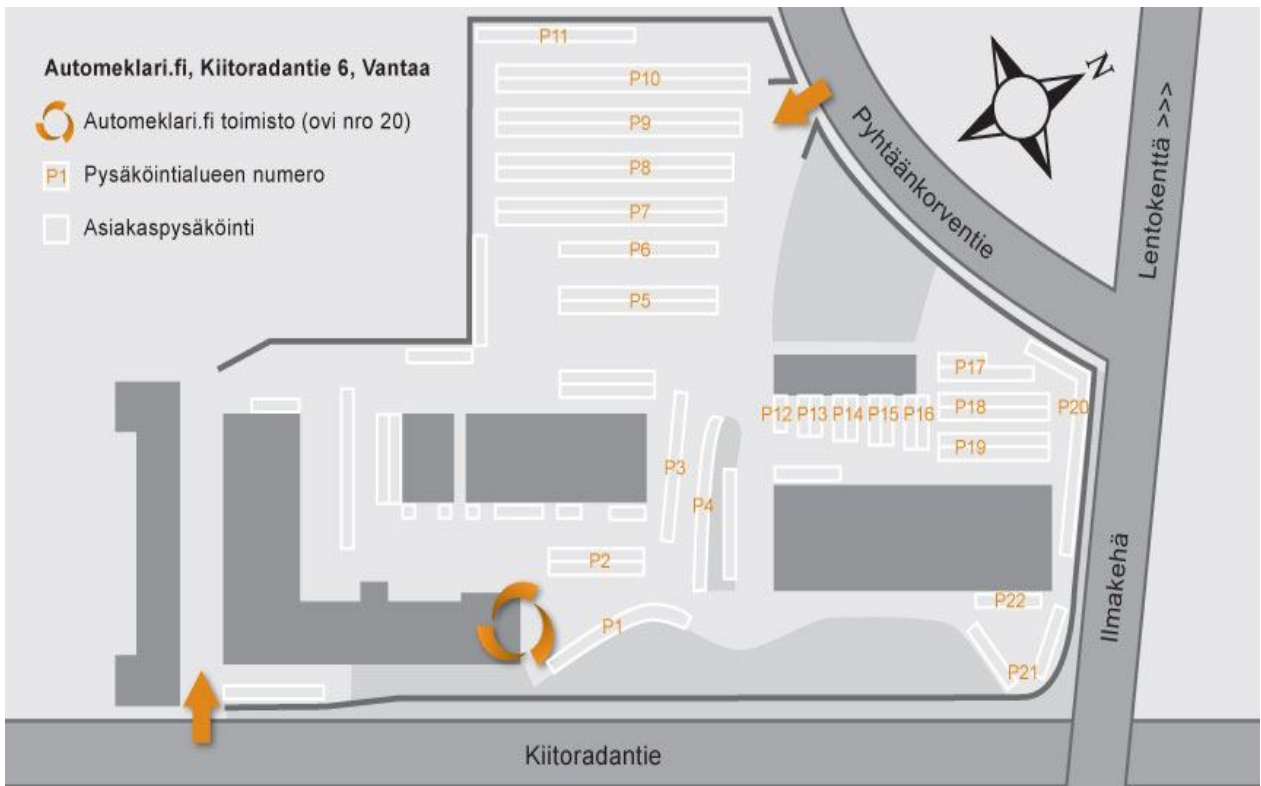 Automeklari.fi, Kiitoradantie 6, Vantaa
Automeklari.fi toimisto (ovi nro 20)
P1 Pysäköintialueen numero
Asiakaspysäköinti
P11
P10
P9
P8
P7
P6
P5
N
Pyhtäänkorventie
Lentokenttä >>>
P17
P12 P13 P14 P15 P16
P18
P20
P19
P3
P4
P2
P1
P22
P21
Ilmakehä
Kiitoradantie